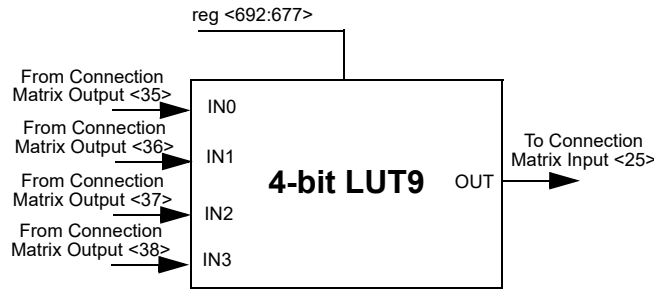 reg <692:677>
From Connection
Matrix Output <35>
IN0
From Connection
Matrix Output <36>
IN1
From Connection
Matrix Output <37>
IN2
From Connection
Matrix Output <38>
IN3
4-bit LUT9
OUT
To Connection
Matrix Input <25>